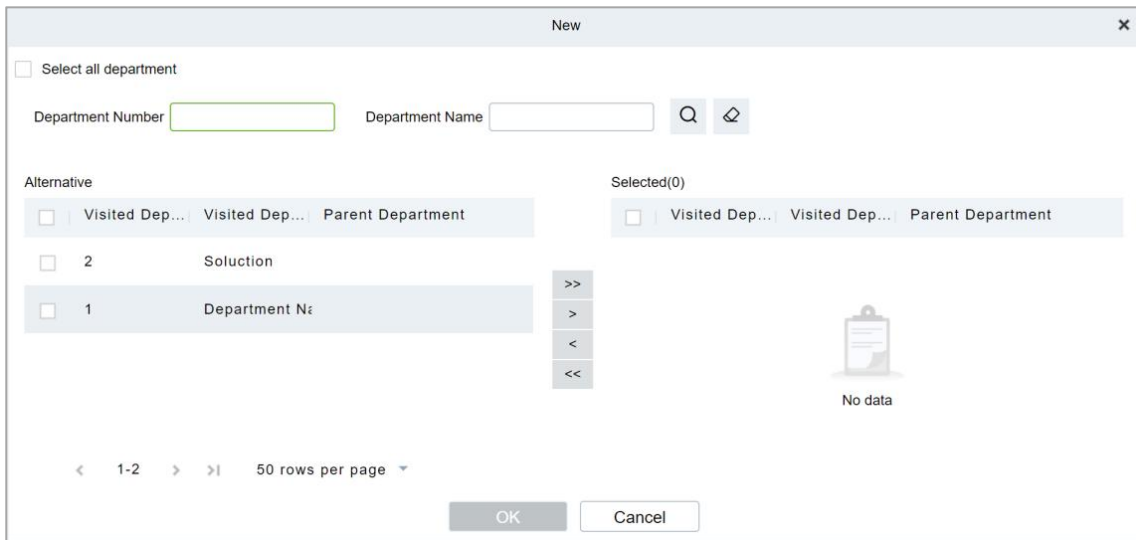 New
Select all department
Department Number Department Name
Alternative Selected(0)
Visited Dep... Visited Dep... Parent Department Visited Dep... Visited Dep... Parent Department
2 Soluction
1 Department Na
>>
>
<
<<
No data
< 1-2 > >| 50 rows per page
OK Cancel